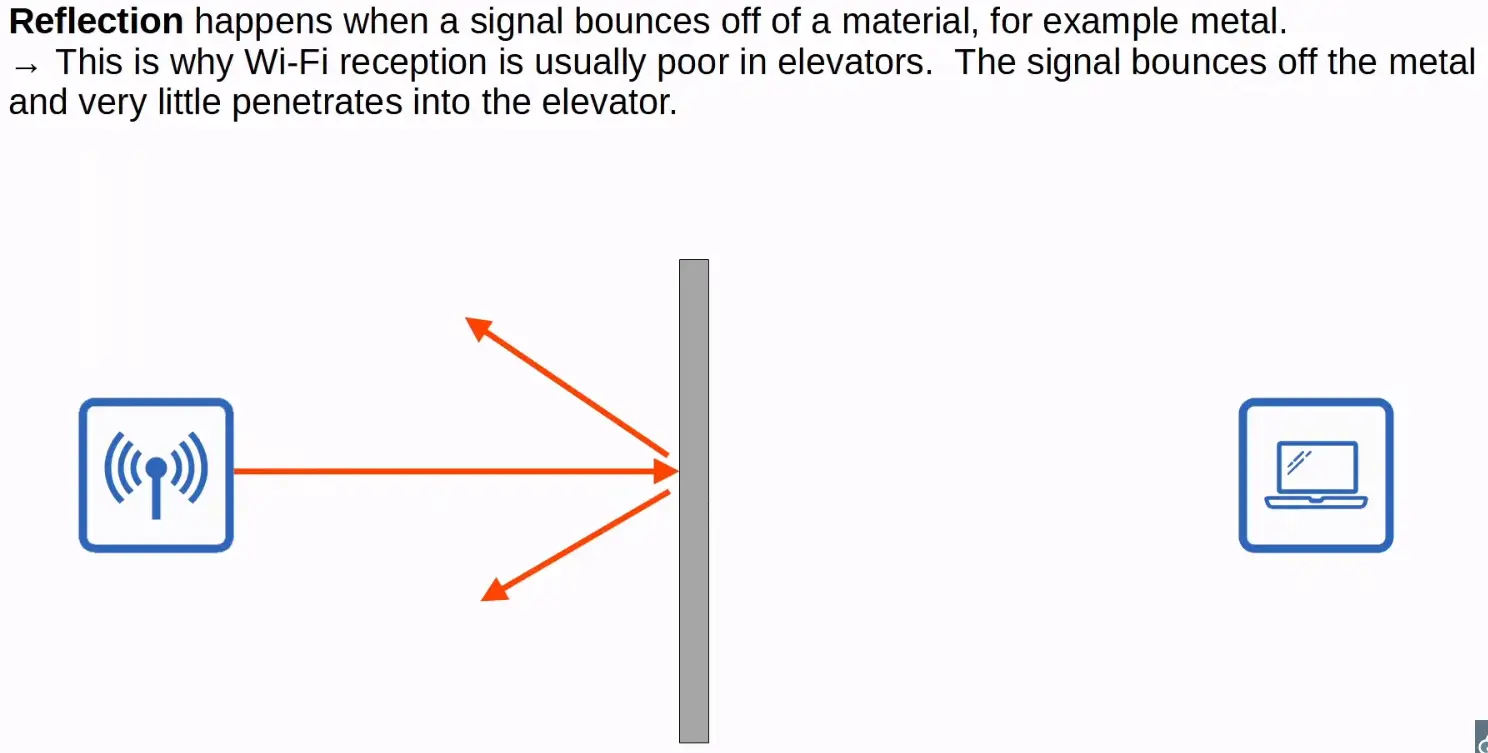 Reflection happens when a signal bounces off of a material, for example metal.
→ This is why Wi-Fi reception is usually poor in elevators.  The signal bounces off the metal
and very little penetrates into the elevator.